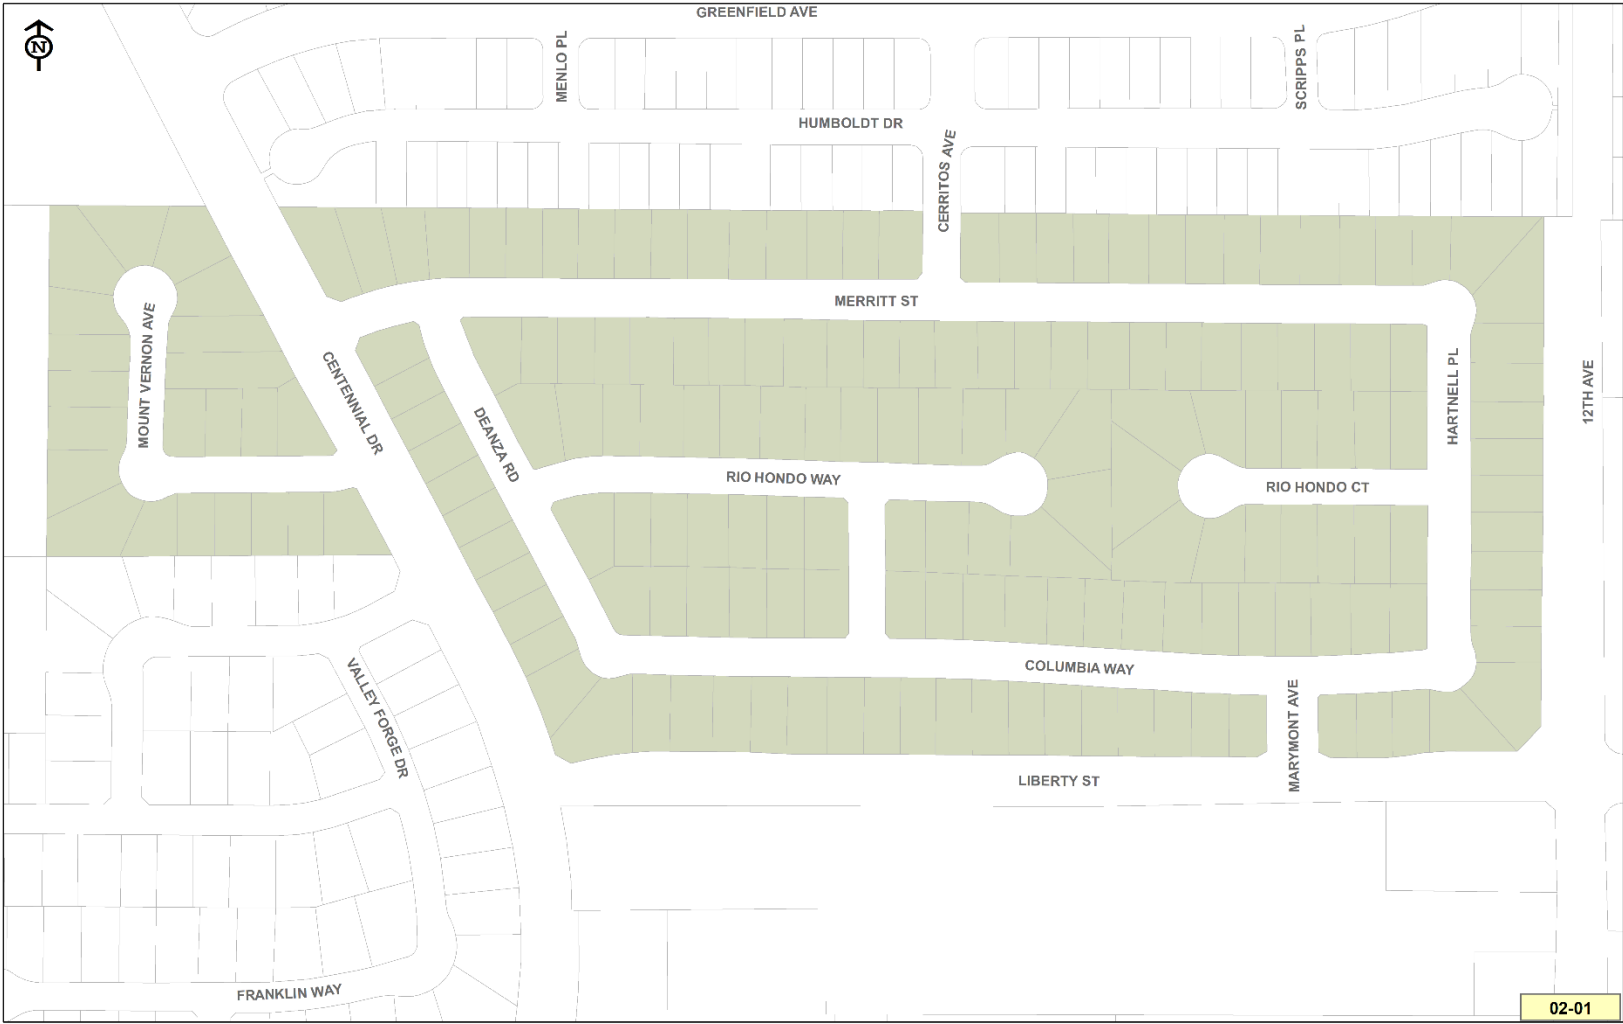 GREENFIELD AVE
N
MENLO PL
SCRIPPS PL
HUMBOLDT DR
CERRITOS AVE
MERRITT ST
MOUNT VERNON AVE
CENTENNIAL DR
DEANZA RD
HARTNELL PL
12TH AVE
RIO HONDO WAY
RIO HONDO CT
COLUMBIA WAY
VALLEY FORGE DR
MARYMONT AVE
LIBERTY ST
FRANKLIN WAY
02-01